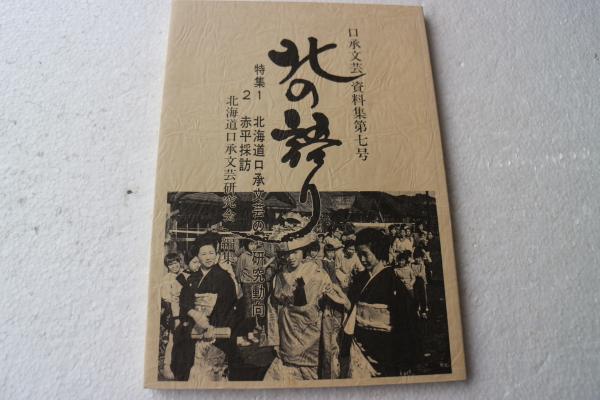 口承文芸資料集第七号
北の語り
特集1 北海道口承文芸の研究動向
2 赤平採訪
北海道口承文芸研究会編集